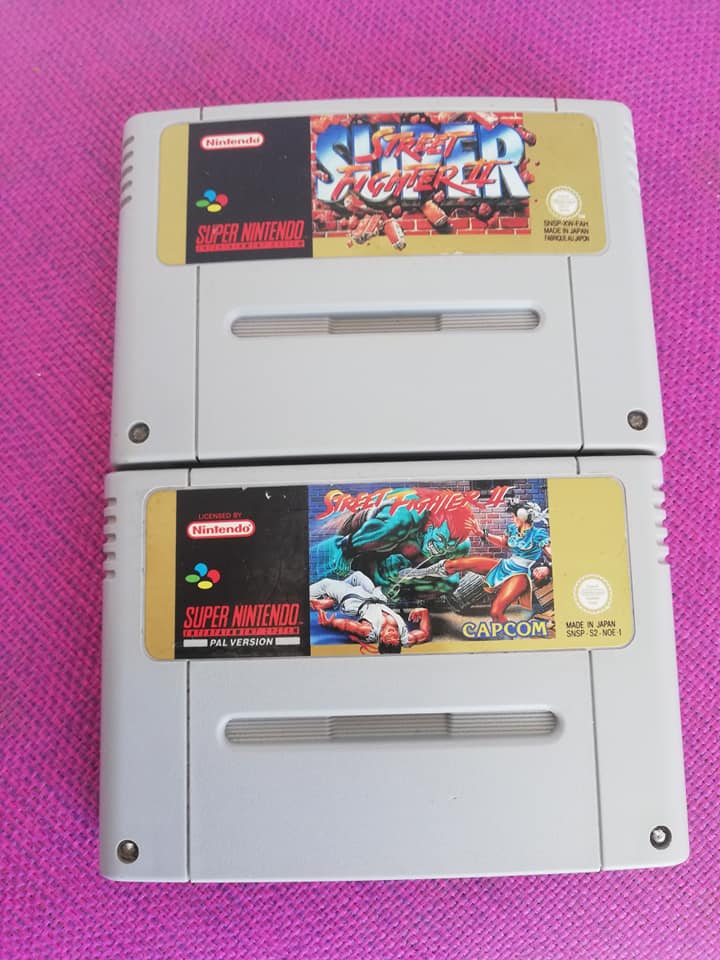 Nintendo
SUPER
STREET
FIGHTER II
SUPER NINTENDO
ENTERTAINMENT SYSTEM
SNSP-XW-FAH
MADE IN JAPAN
FABRIQUE AU JAPON
LICENSED BY
Nintendo
STREET FIGHTER II
SUPER NINTENDO
ENTERTAINMENT SYSTEM
PAL VERSION
CAPCOM
MADE IN JAPAN
SNSP-S2-NOE-1